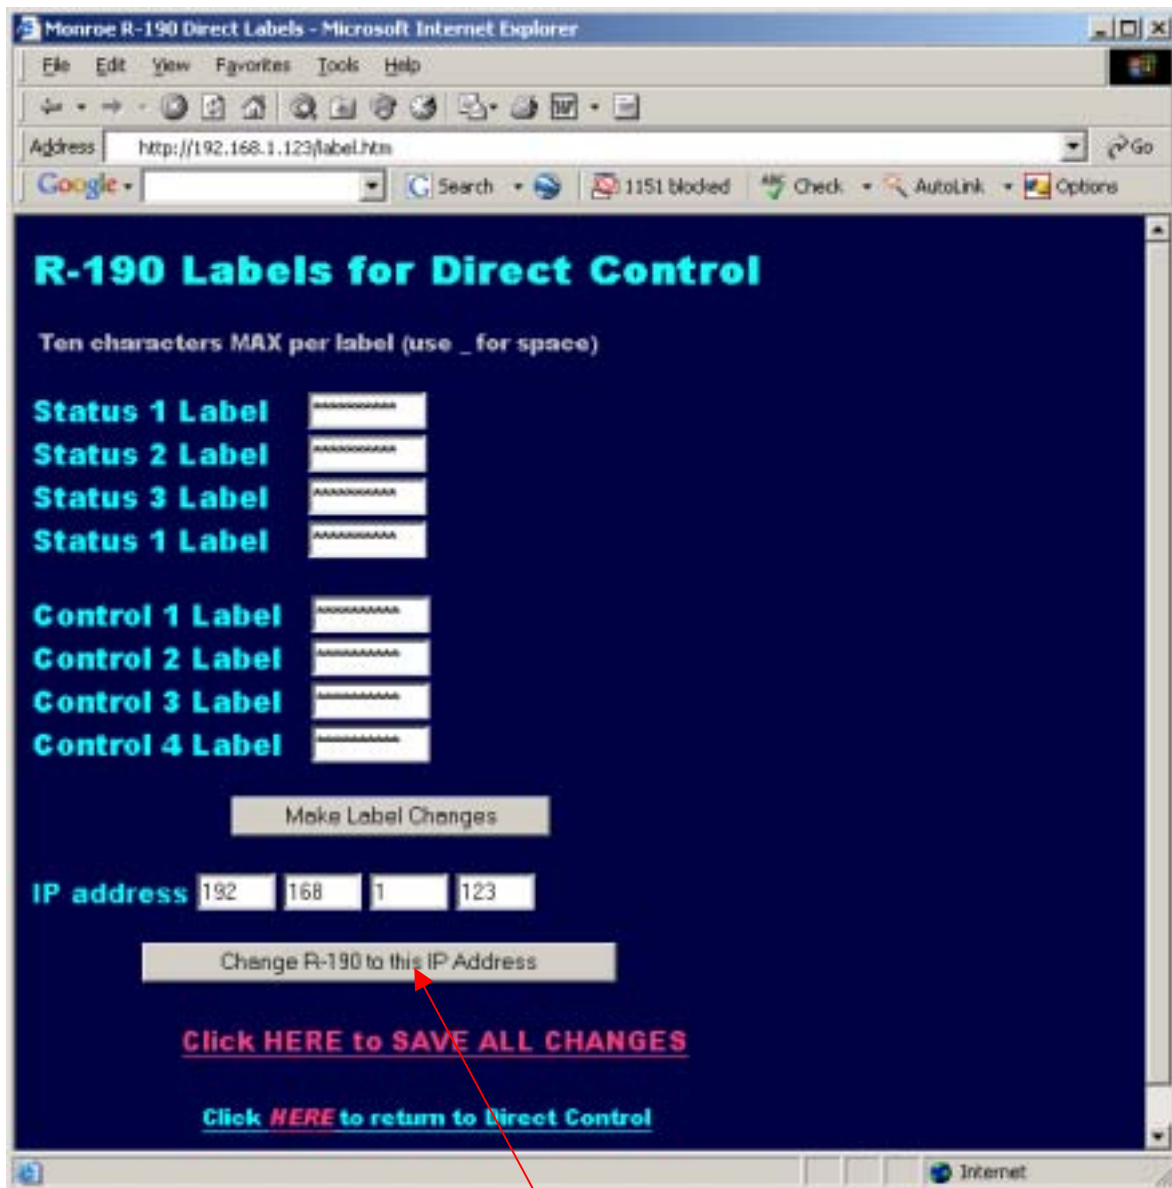 Monroe R-190 Direct Labels - Microsoft Internet Explorer
File Edit View Favorites Tools Help
Address http://192.168.1.123/label.htm Go
Google Search 1151 blocked Check AutoLink Options
R-190 Labels for Direct Control
Ten characters MAX per label (use _ for space)
Status 1 Label ^^^^^^^^^^
Status 2 Label ^^^^^^^^^^
Status 3 Label ^^^^^^^^^^
Status 1 Label ^^^^^^^^^^
Control 1 Label ^^^^^^^^^^
Control 2 Label ^^^^^^^^^^
Control 3 Label ^^^^^^^^^^
Control 4 Label ^^^^^^^^^^
Make Label Changes
IP address 192 168 1 123
Change R-190 to this IP Address
Click HERE to SAVE ALL CHANGES
Click HERE to return to Direct Control
Internet